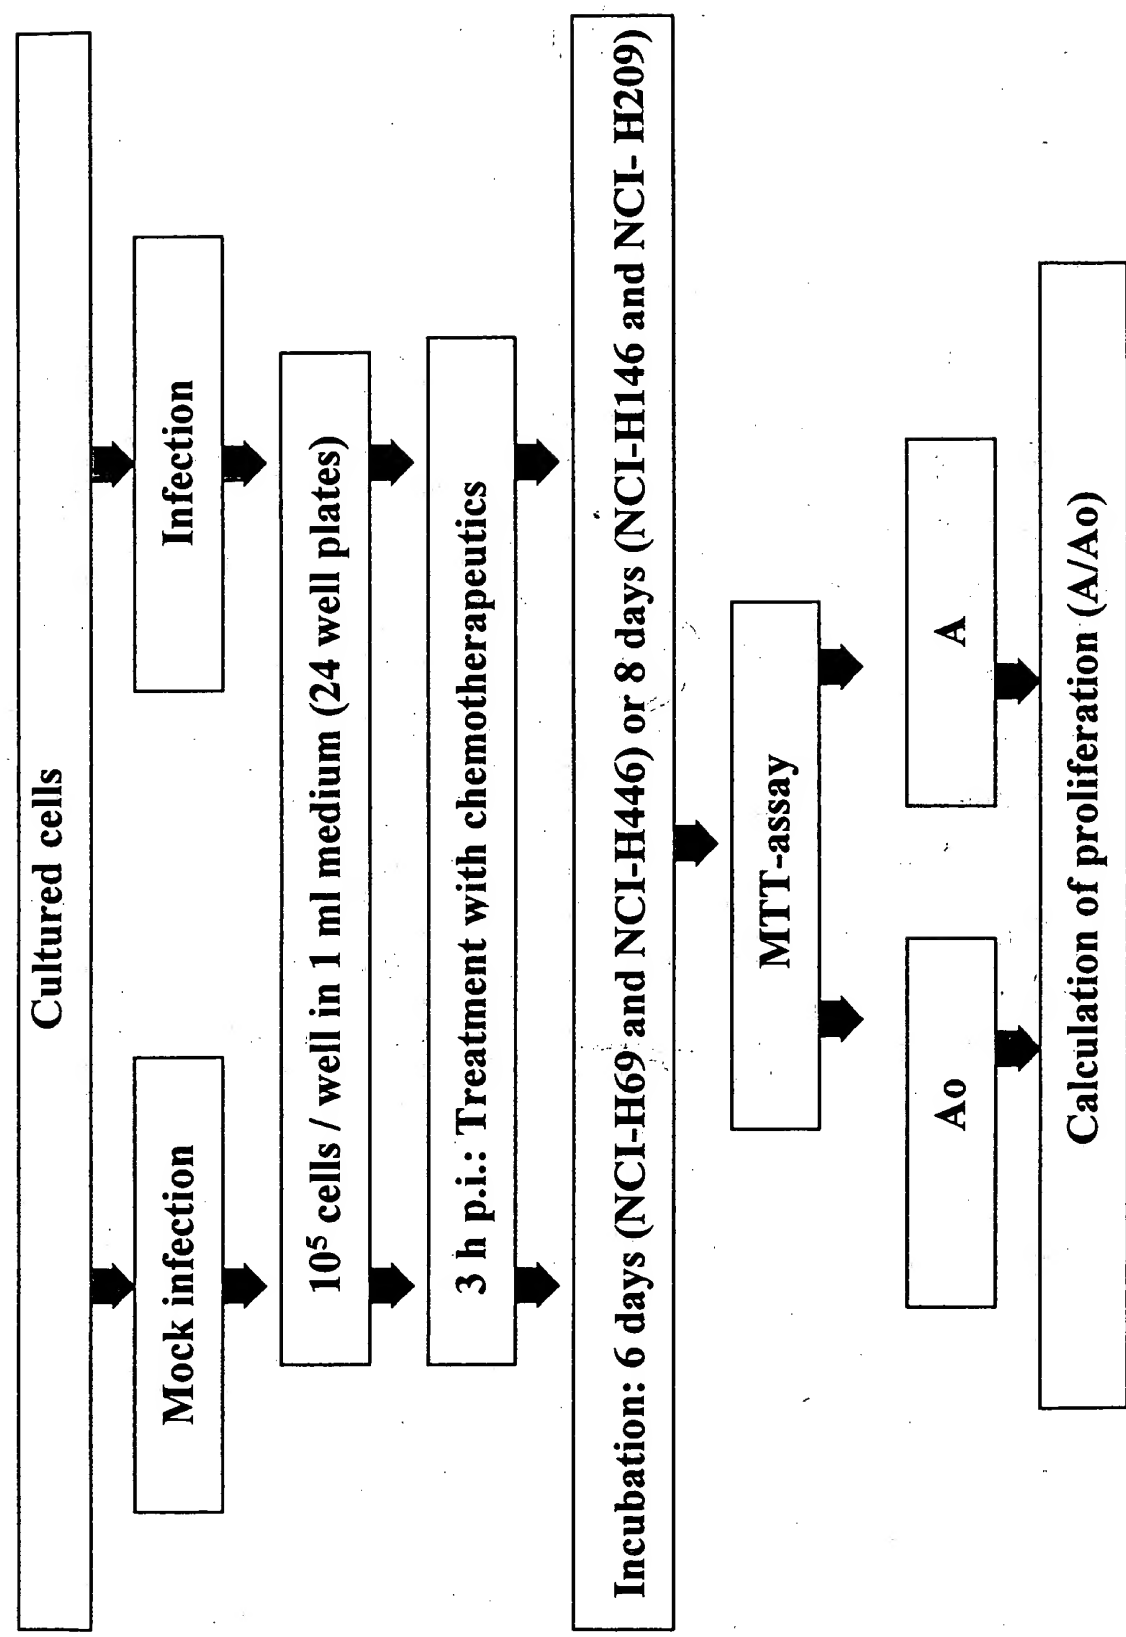 Cultured cells
Mock infection
Infection
10⁵ cells / well in 1 ml medium (24 well plates)
3 h p.i.: Treatment with chemotherapeutics
Incubation: 6 days (NCI-H69 and NCI-H446) or 8 days (NCI-H146 and NCI- H209)
MTT-assay
Ao
A
Calculation of proliferation (A/Ao)